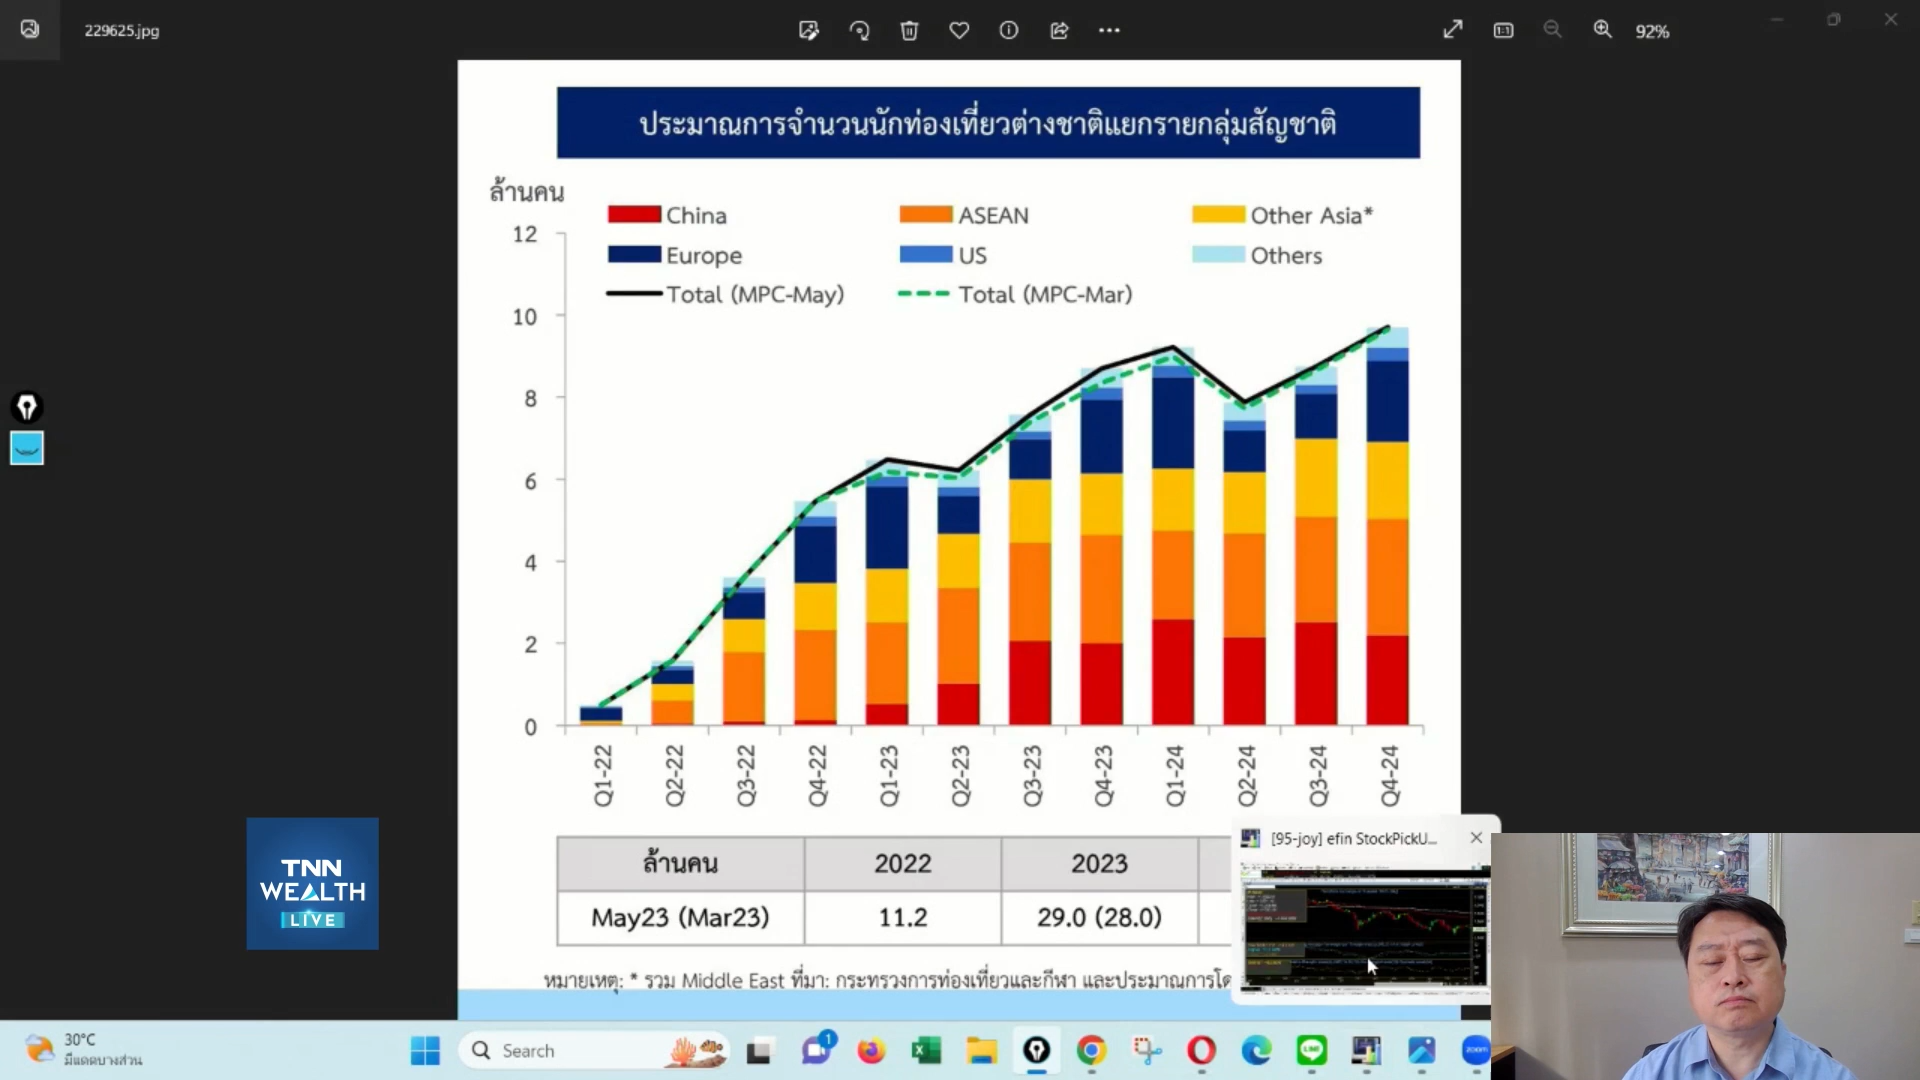 229625.jpg
92%
ประมาณการจำนวนนักท่องเที่ยวต่างชาติแยกรายกลุ่มสัญชาติ
ล้านคน
China
ASEAN
Other Asia*
Europe
US
Others
Total (MPC-May)
Total (MPC-Mar)
12
10
8
6
4
2
0
Q1-22
Q2-22
Q3-22
Q4-22
Q1-23
Q2-23
Q3-23
Q4-23
Q1-24
Q2-24
Q3-24
Q4-24
ล้านคน 2022 2023
May23 (Mar23) 11.2 29.0 (28.0)
หมายเหตุ: * รวม Middle East ที่มา: กระทรวงการท่องเที่ยวและกีฬา และประมาณการโด
[95-joy] efin StockPickU...
TNN
WEALTH
LIVE
30°C
มีแดดบางส่วน
Search
1
LINE
zoom